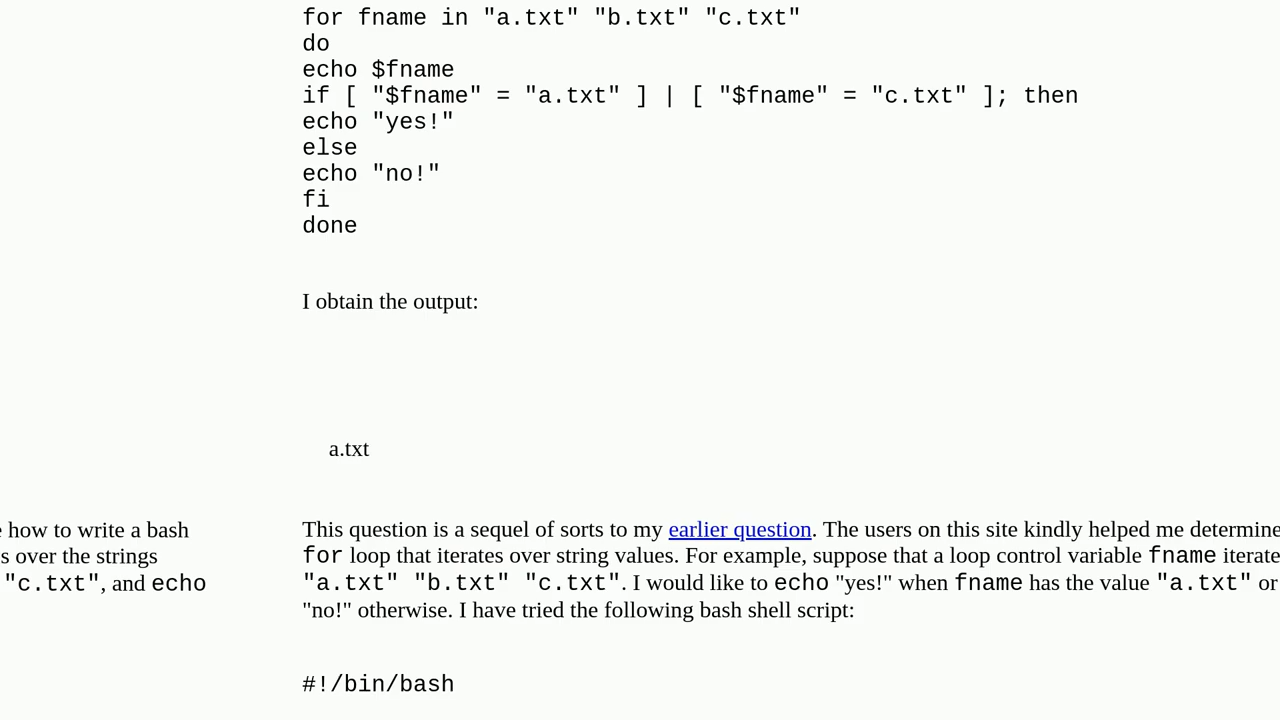 for fname in "a.txt" "b.txt" "c.txt"
do
echo $fname
if [ "$fname" = "a.txt" ] | [ "$fname" = "c.txt" ]; then
echo "yes!"
else
echo "no!"
fi
done
I obtain the output:
a.txt
how to write a bash
s over the strings
"c.txt", and echo
This question is a sequel of sorts to my earlier question. The users on this site kindly helped me determine
for loop that iterates over string values. For example, suppose that a loop control variable fname iterate
"a.txt" "b.txt" "c.txt". I would like to echo "yes!" when fname has the value "a.txt" or
"no!" otherwise. I have tried the following bash shell script:
#!/bin/bash